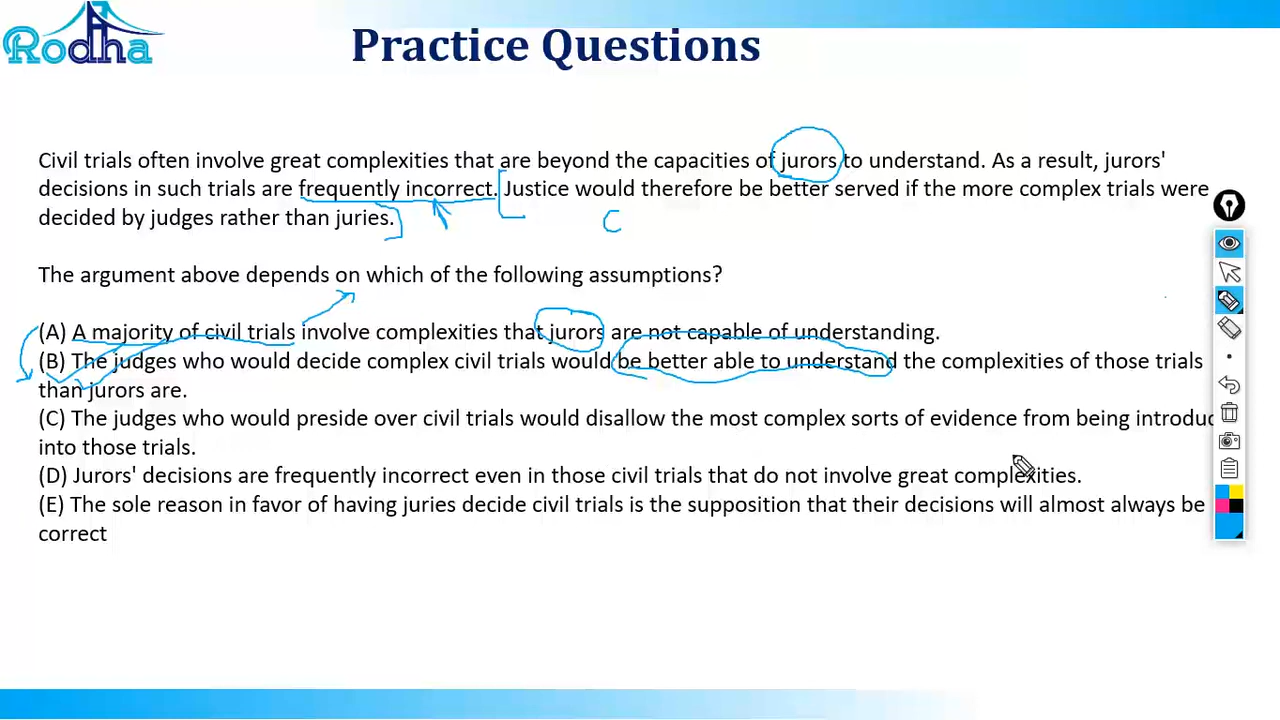 Rodha
Practice Questions
Civil trials often involve great complexities that are beyond the capacities of jurors to understand. As a result, jurors'
decisions in such trials are frequently incorrect. Justice would therefore be better served if the more complex trials were
decided by judges rather than juries.
C
The argument above depends on which of the following assumptions?
(A) A majority of civil trials involve complexities that jurors are not capable of understanding.
(B) The judges who would decide complex civil trials would be better able to understand the complexities of those trials
than jurors are.
(C) The judges who would preside over civil trials would disallow the most complex sorts of evidence from being introduc
into those trials.
(D) Jurors' decisions are frequently incorrect even in those civil trials that do not involve great complexities.
(E) The sole reason in favor of having juries decide civil trials is the supposition that their decisions will almost always be
correct